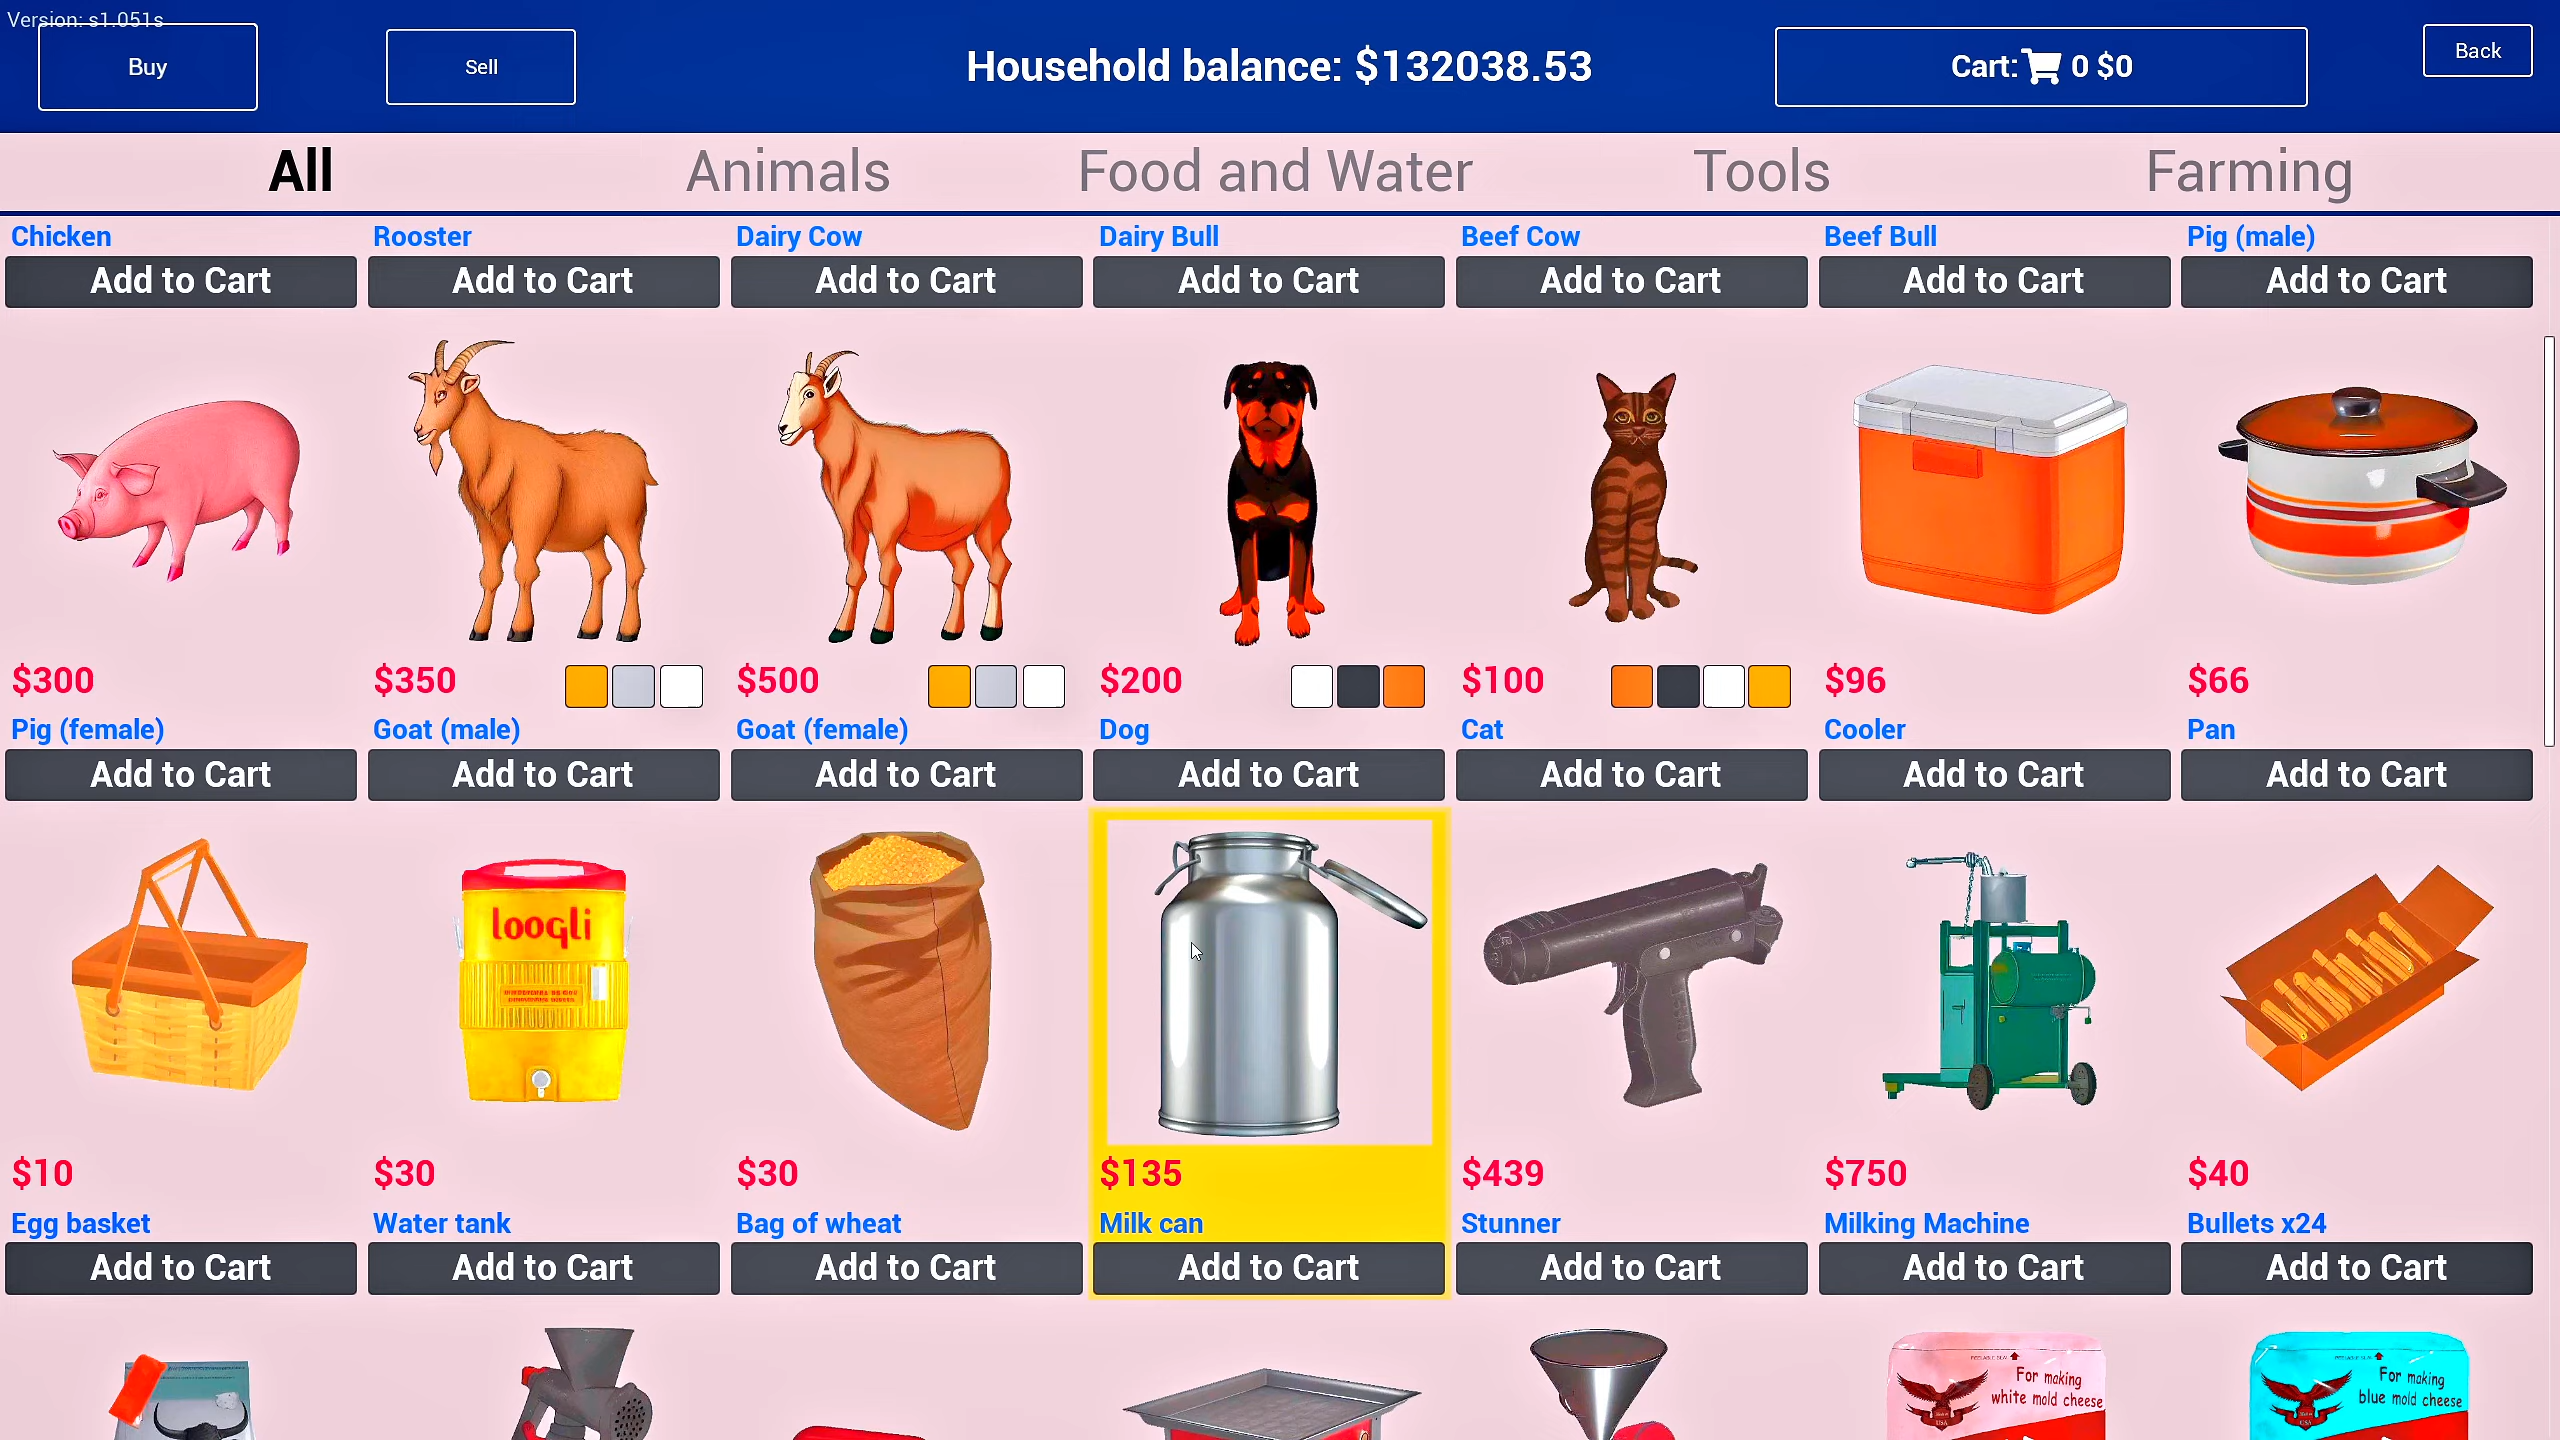 Version: s1.051s
Buy
Sell
Household balance: $132038.53
Cart: 0 $0
Back
All
Animals
Food and Water
Tools
Farming
Chicken
Rooster
Dairy Cow
Dairy Bull
Beef Cow
Beef Bull
Pig (male)
Add to Cart
Add to Cart
Add to Cart
Add to Cart
Add to Cart
Add to Cart
Add to Cart
$300
$350
$500
$200
$100
$96
$66
Pig (female)
Goat (male)
Goat (female)
Dog
Cat
Cooler
Pan
Add to Cart
Add to Cart
Add to Cart
Add to Cart
Add to Cart
Add to Cart
Add to Cart
loogli
$10
$30
$30
$135
$439
$750
$40
Egg basket
Water tank
Bag of wheat
Milk can
Stunner
Milking Machine
Bullets x24
Add to Cart
Add to Cart
Add to Cart
Add to Cart
Add to Cart
Add to Cart
Add to Cart
For making
white mold cheese
USA
For making
blue mold cheese
USA